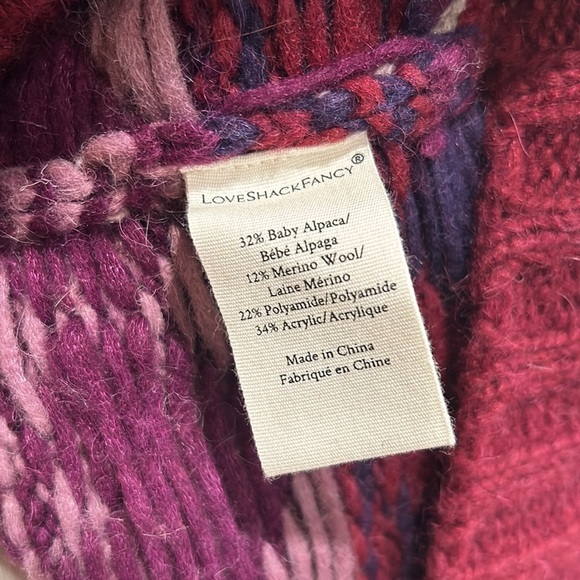 LoveShackFancy®
32% Baby Alpaca/
Bébé Alpaga
12% Merino Wool/
Laine Mérino
22% Polyamide/Polyamide
34% Acrylic/Acrylique
Made in China
Fabriqué en Chine